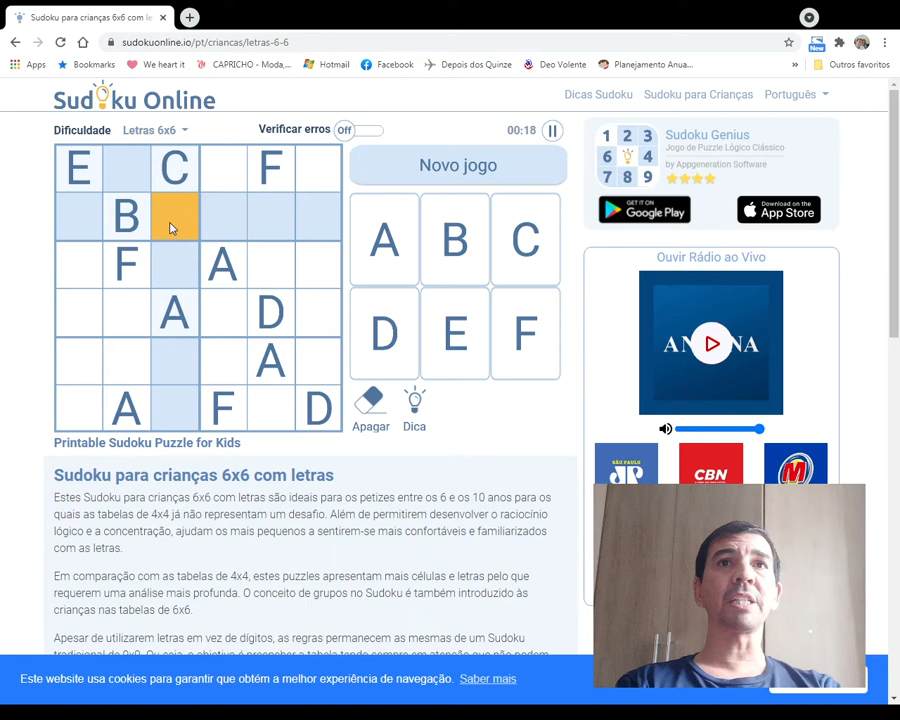 Sudoku para crianças 6x6 com le
sudokuonline.io/pt/criancas/letras-6-6
New
Apps
Bookmarks
We heart it
CAPRICHO - Moda,...
Hotmail
Facebook
Depois dos Quinze
Deo Volente
Planejamento Anua...
»
Outros favoritos
Sudoku Online
Dicas Sudoku
Sudoku para Crianças
Português
Dificuldade
Letras 6x6
Verificar erros
Off
00:18
E C F
B
F A
A D
A
A F D
Novo jogo
A B C
D E F
Apagar
Dica
1 2 3
6 4
7 8 9
Sudoku Genius
Jogo de Puzzle Lógico Clássico
by Appgeneration Software
GET IT ON
Google Play
Download on the
App Store
Ouvir Rádio ao Vivo
SÃO PAULO
JP
CBN
Printable Sudoku Puzzle for Kids
Sudoku para crianças 6x6 com letras
Estes Sudoku para crianças 6x6 com letras são ideais para os petizes entre os 6 e os 10 anos para os
quais as tabelas de 4x4 já não representam um desafio. Além de permitirem desenvolver o raciocínio
lógico e a concentração, ajudam os mais pequenos a sentirem-se mais confortáveis e familiarizados
com as letras.
Em comparação com as tabelas de 4x4, estes puzzles apresentam mais células e letras pelo que
requerem uma análise mais profunda. O conceito de grupos no Sudoku é também introduzido às
crianças nas tabelas de 6x6.
Apesar de utilizarem letras em vez de dígitos, as regras permanecem as mesmas de um Sudoku
Este website usa cookies para garantir que obtém a melhor experiência de navegação. Saber mais